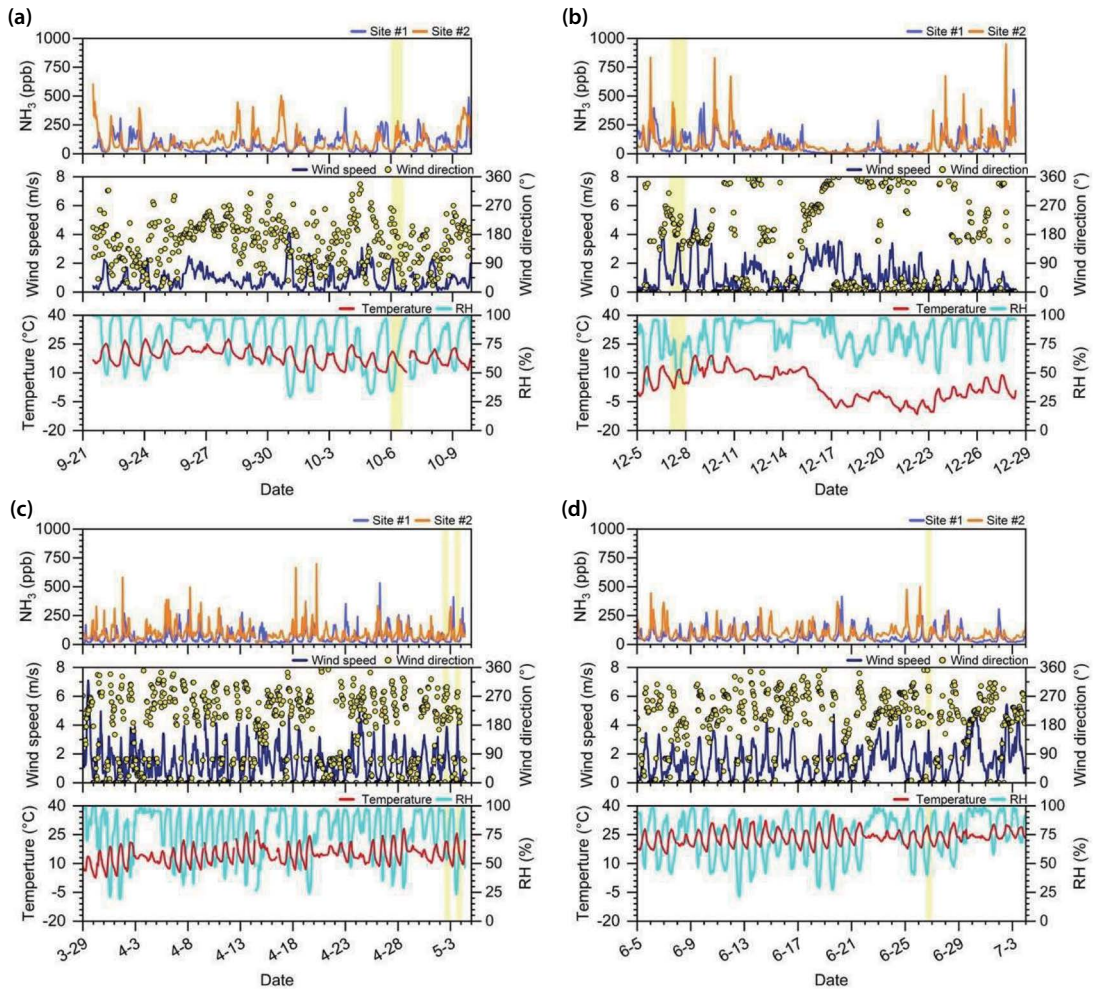 (a)
Site #1 Site #2
1000
750
500
250
0
NH3 (ppb)
Wind speed Wind direction
8
6
4
2
0
Wind speed (m/s)
360
270
180
90
0
Wind direction (°)
Temperature RH
40
25
10
-5
-20
Temperture (°C)
100
75
50
25
0
RH (%)
9-21 9-24 9-27 9-30 10-3 10-6 10-9
Date
(b)
Site #1 Site #2
1000
750
500
250
0
NH3 (ppb)
Wind speed Wind direction
8
6
4
2
0
Wind speed (m/s)
360
270
180
90
0
Wind direction (°)
Temperature RH
40
25
10
-5
-20
Temperture (°C)
100
75
50
25
0
RH (%)
12-5 12-8 12-11 12-14 12-17 12-20 12-23 12-26 12-29
Date
(c)
Site #1 Site #2
1000
750
500
250
0
NH3 (ppb)
Wind speed Wind direction
8
6
4
2
0
Wind speed (m/s)
360
270
180
90
0
Wind direction (°)
Temperature RH
40
25
10
-5
-20
Temperture (°C)
100
75
50
25
0
RH (%)
3-29 4-3 4-8 4-13 4-18 4-23 4-28 5-3
Date
(d)
Site #1 Site #2
1000
750
500
250
0
NH3 (ppb)
Wind speed Wind direction
8
6
4
2
0
Wind speed (m/s)
360
270
180
90
0
Wind direction (°)
Temperature RH
40
25
10
-5
-20
Temperture (°C)
100
75
50
25
0
RH (%)
6-5 6-9 6-13 6-17 6-21 6-25 6-29 7-3
Date